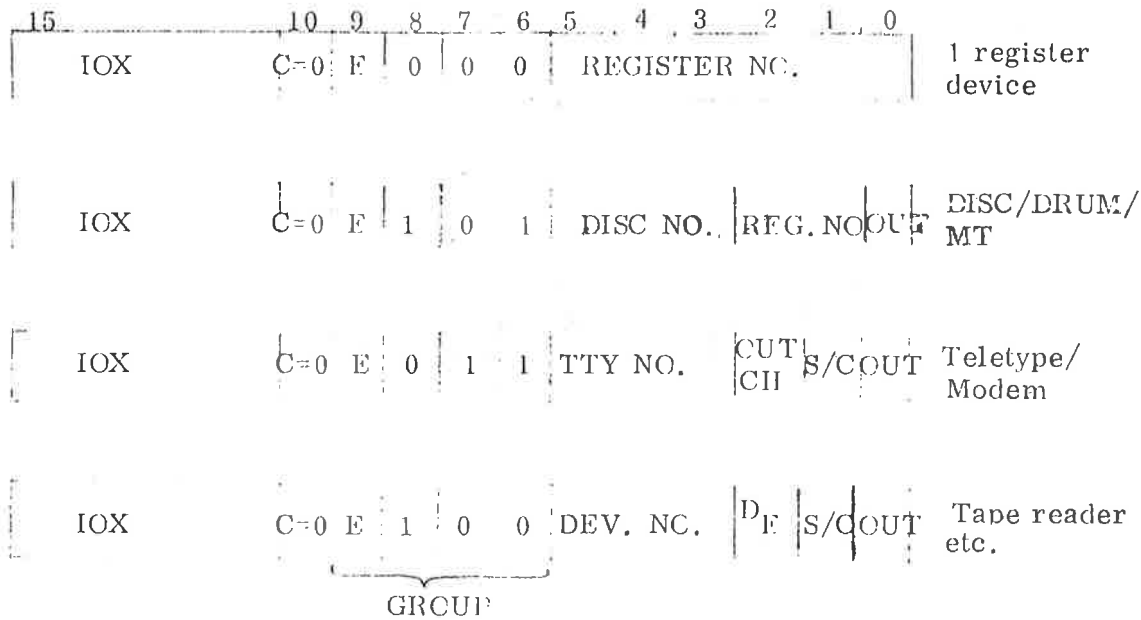 15 10 9 8 7 6 5 4 3 2 1 0
IOX C=0 E 0 0 0 REGISTER NO. 1 register
device
IOX C=0 E 1 0 1 DISC NO. REG. NO OUT DISC/DRUM/
MT
IOX C=0 E 0 1 1 TTY NO. OUT S/C OUT Teletype/
CH Modem
IOX C=0 E 1 0 0 DEV. NO. DE S/C OUT Tape reader
etc.
GROUP